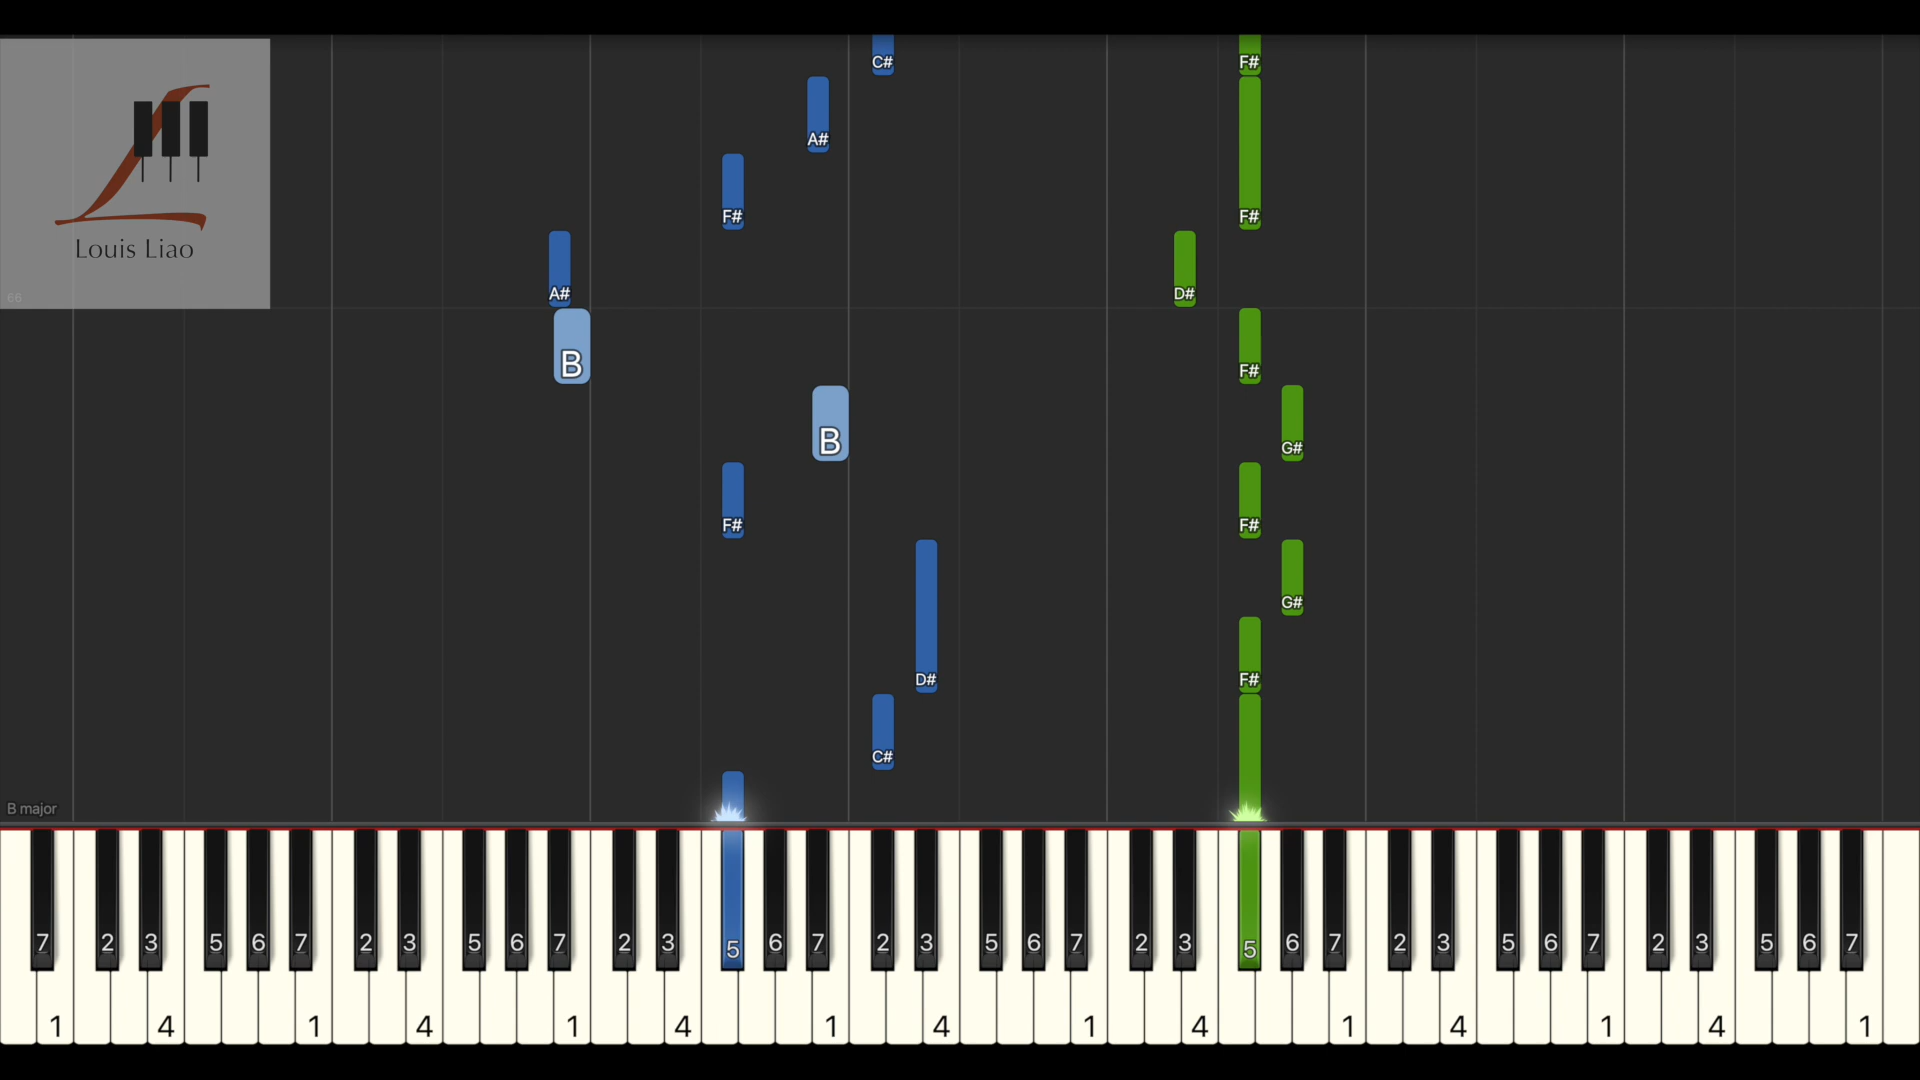 C# F#
A#
F# F#
Louis Liao
A# D#
66
B F#
B G#
F# F#
G#
D# F#
C#
B major
7 2 3 5 6 7 2 3 5 6 7 2 3 5 6 7 2 3 5 6 7 2 3 5 6 7 2 3 5 6 7 2 3 5 6 7
1 4 1 4 1 4 1 4 1 4 1 4 1 4 1